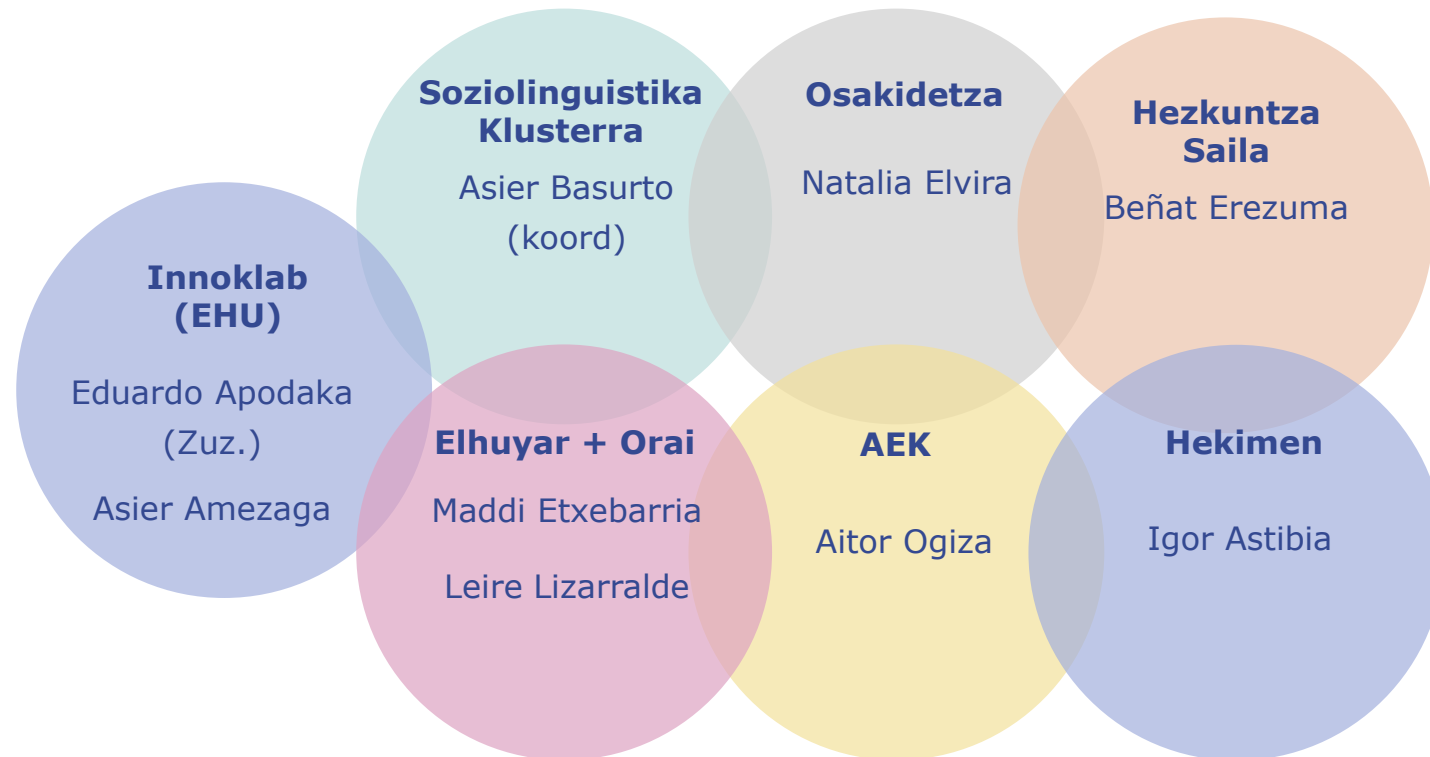 Innoklab
(EHU)
Eduardo Apodaka
(Zuz.)
Asier Amezaga
Soziolinguistika
Klusterra
Asier Basurto
(koord)
Osakidetza
Natalia Elvira
Hezkuntza
Saila
Beñat Erezuma
Elhuyar + Orai
Maddi Etxebarria
Leire Lizarralde
AEK
Aitor Ogiza
Hekimen
Igor Astibia